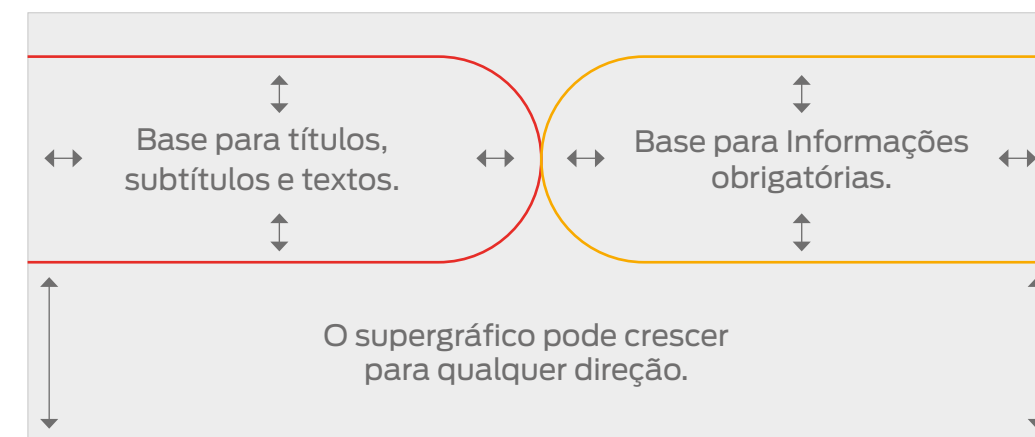 Base para títulos,
subtítulos e textos.
Base para Informações
obrigatórias.
O supergráfico pode crescer
para qualquer direção.